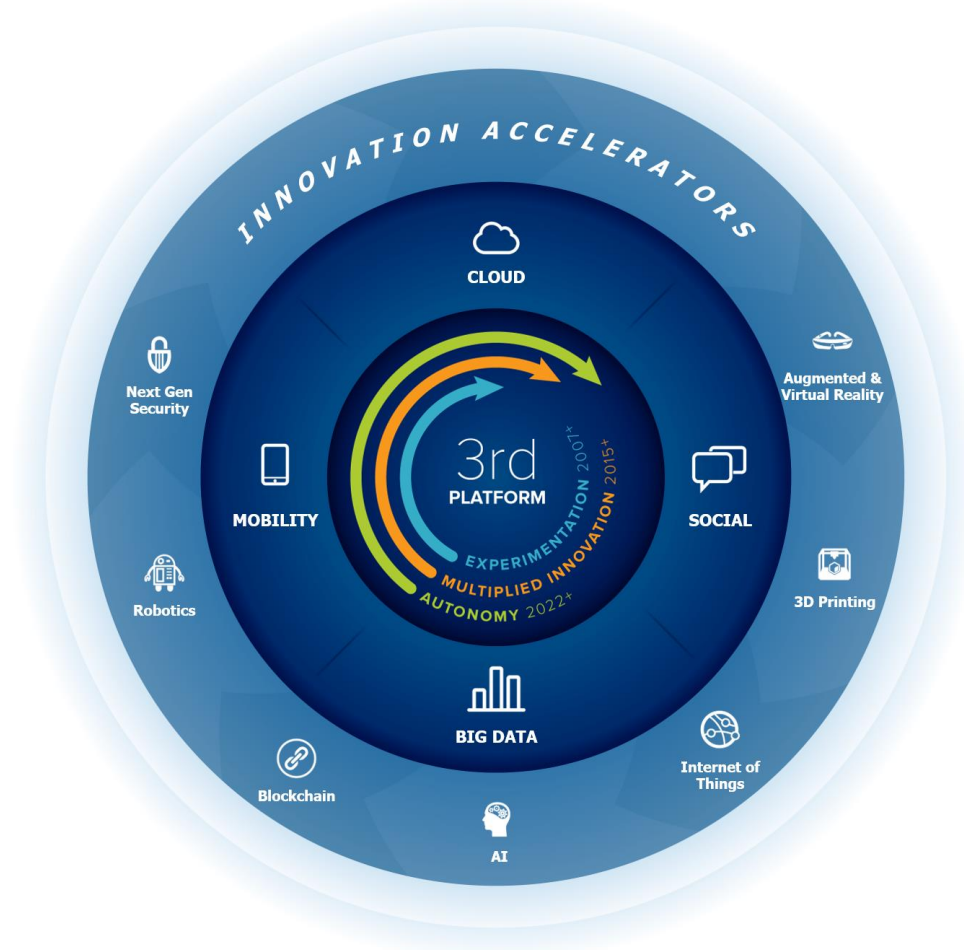 INNOVATION ACCELERATORS
CLOUD
Next Gen
Security
Augmented &
Virtual Reality
3rd
PLATFORM
EXPERIMENTATION 2007+
MULTIPLIED INNOVATION 2015+
AUTONOMY 2022+
MOBILITY
SOCIAL
Robotics
3D Printing
BIG DATA
Blockchain
Internet of
Things
AI